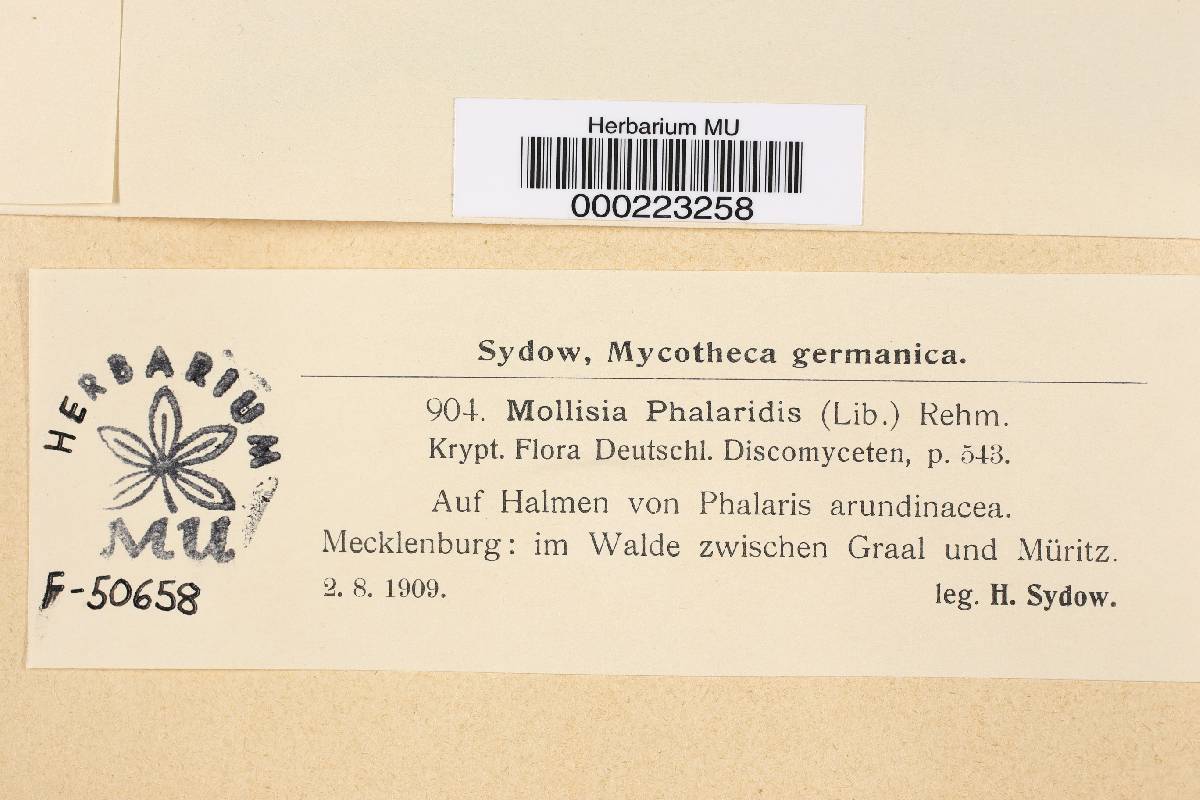 Herbarium MU
000223258
HERBARIUM
MU
F-50658
Sydow, Mycotheca germanica.
904. Mollisia Phalaridis (Lib.) Rehm.
Krypt. Flora Deutschl. Discomyceten, p. 543.
Auf Halmen von Phalaris arundinacea.
Mecklenburg: im Walde zwischen Graal und Müritz.
2. 8. 1909. leg. H. Sydow.